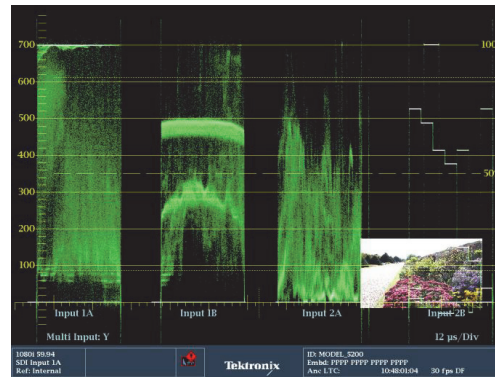 700
100
600
500
400
50
300
200
100
Input 1A Input 1B Input 2A Input 2B
Multi Input: Y 12 µs/Div
1080i 59.94
SDI Input 1A
Ref: Internal
Tektronix
ID: MODEL_5200
Embd: PPPP PPPP PPPP PPPP
Anc LTC: 10:48:01:04 30 fps DF